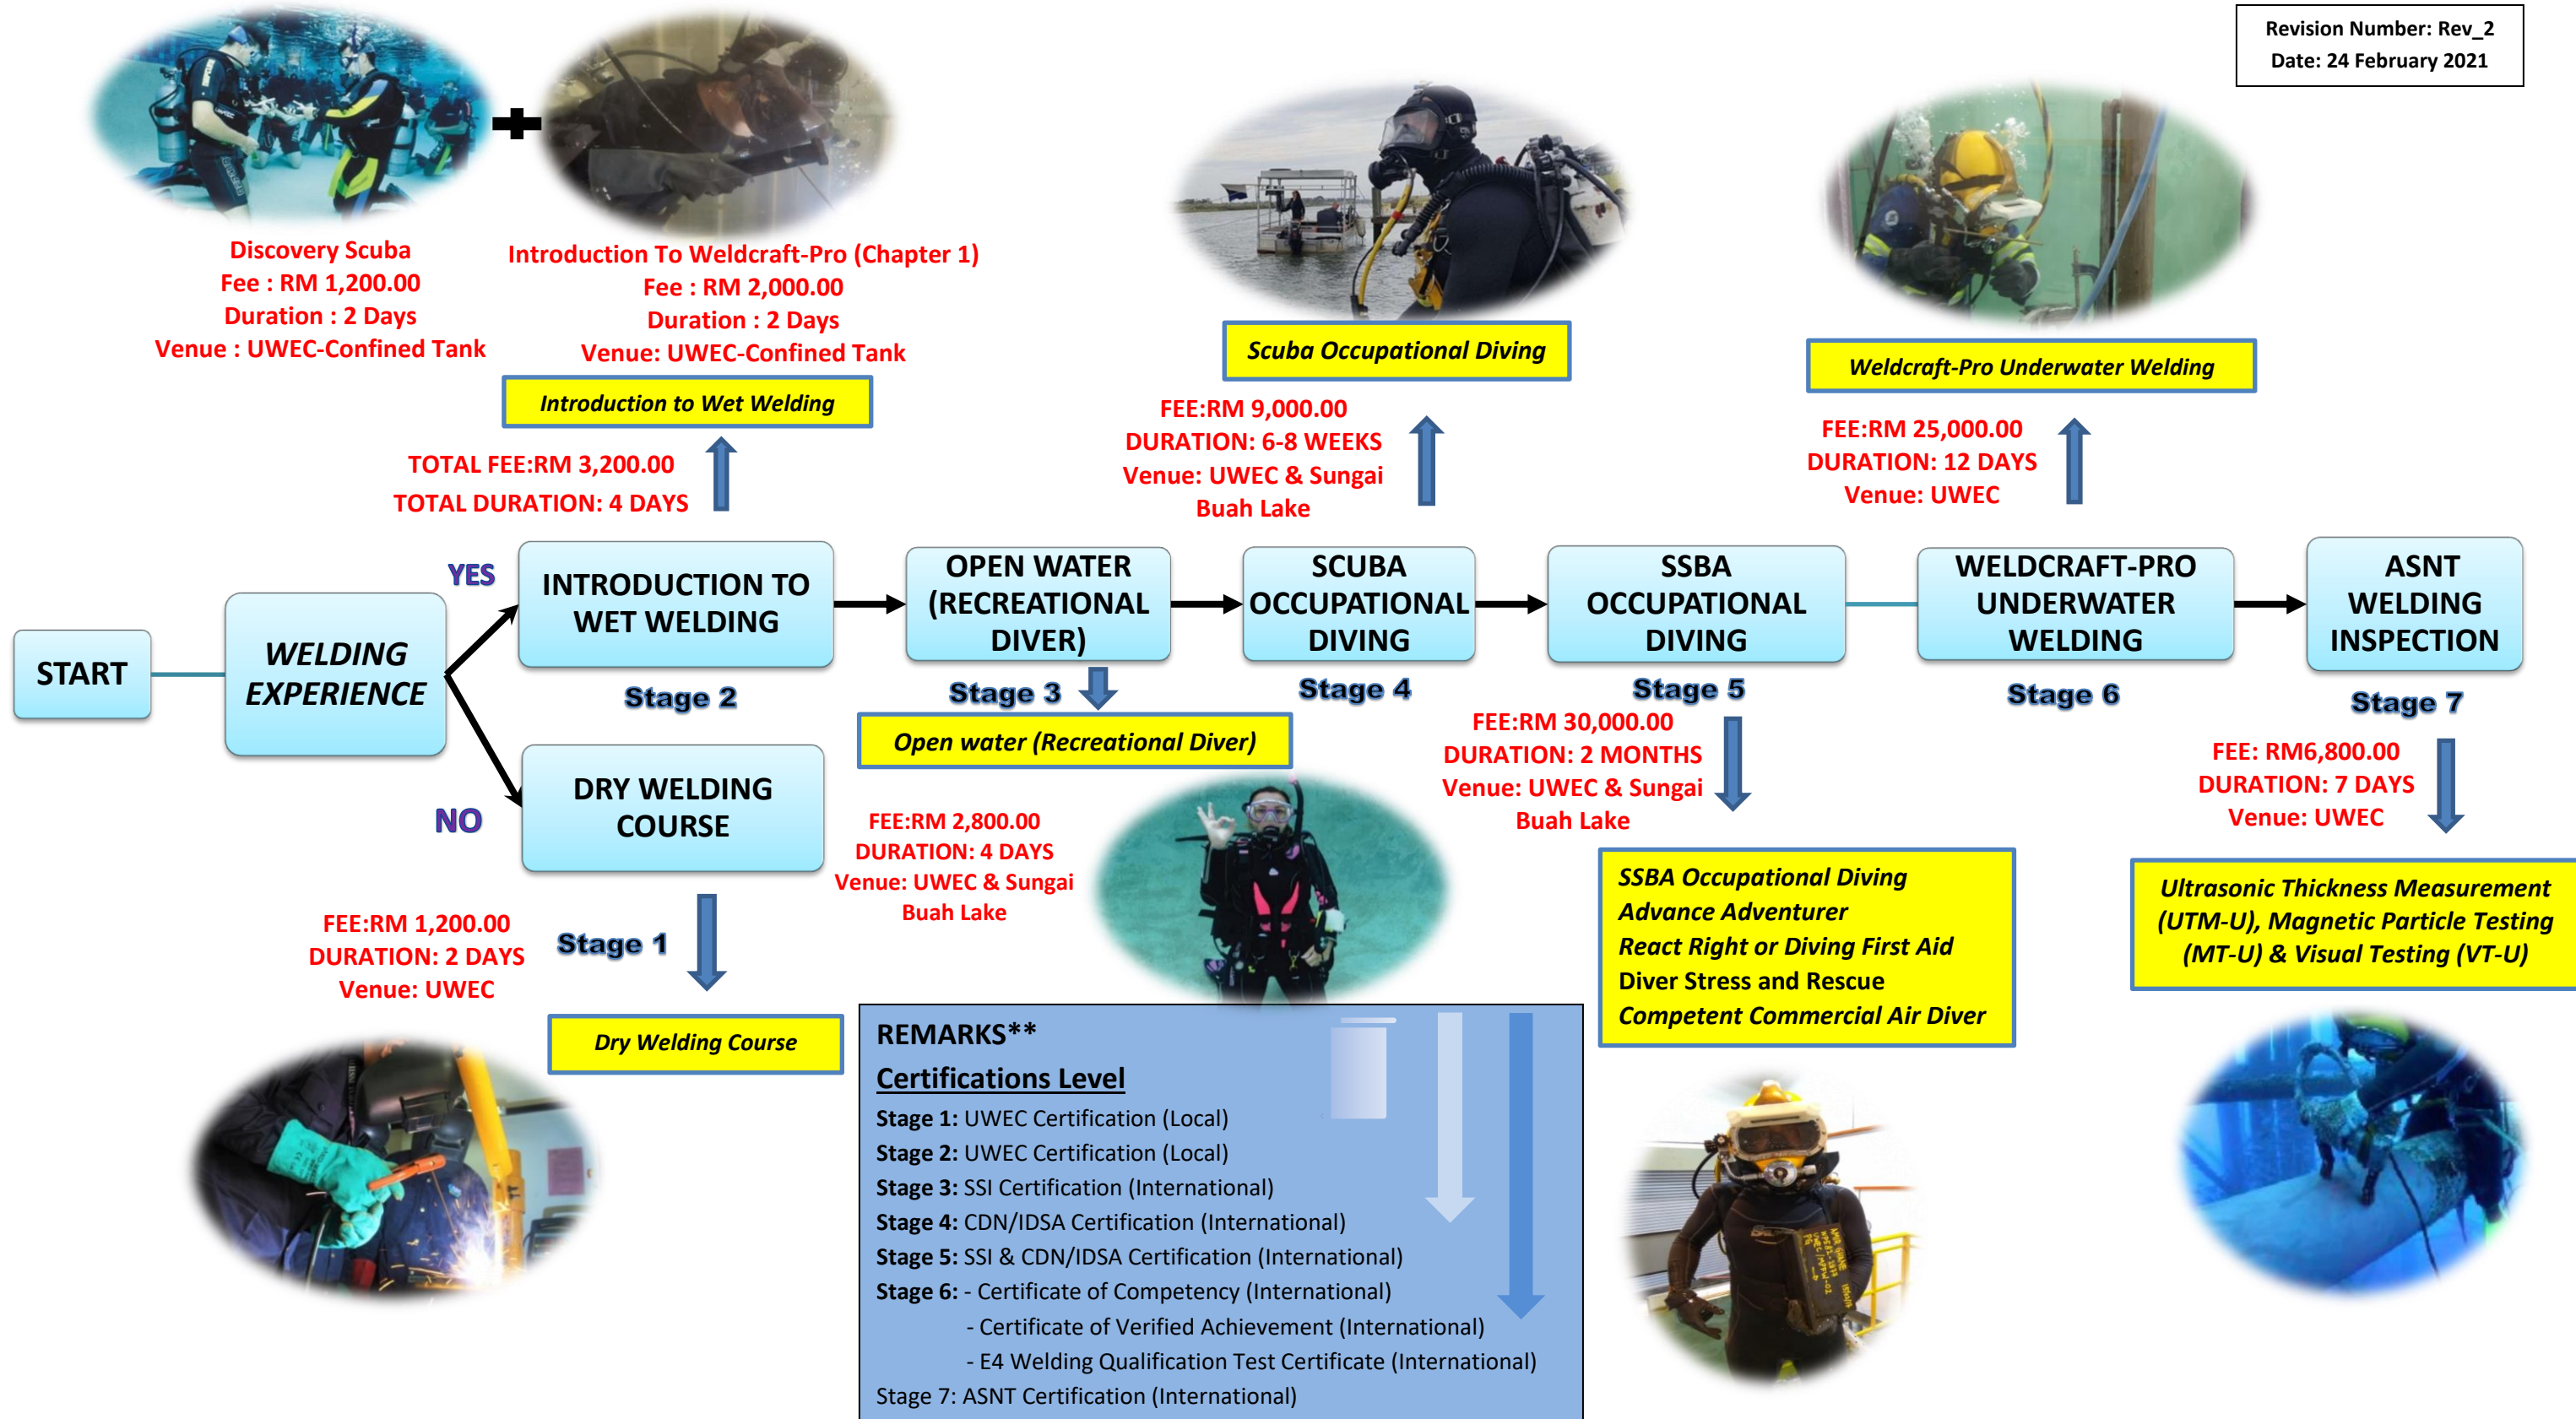 Revision Number: Rev_2
Date: 24 February 2021
Discovery Scuba
Fee : RM 1,200.00
Duration : 2 Days
Venue : UWEC-Confined Tank
Introduction To Weldcraft-Pro (Chapter 1)
Fee : RM 2,000.00
Duration : 2 Days
Venue: UWEC-Confined Tank
Introduction to Wet Welding
TOTAL FEE:RM 3,200.00
TOTAL DURATION: 4 DAYS
Scuba Occupational Diving
FEE:RM 9,000.00
DURATION: 6-8 WEEKS
Venue: UWEC & Sungai
Buah Lake
Weldcraft-Pro Underwater Welding
FEE:RM 25,000.00
DURATION: 12 DAYS
Venue: UWEC
START
WELDING
EXPERIENCE
YES
NO
INTRODUCTION TO
WET WELDING
Stage 2
OPEN WATER
(RECREATIONAL
DIVER)
Stage 3
SCUBA
OCCUPATIONAL
DIVING
Stage 4
SSBA
OCCUPATIONAL
DIVING
Stage 5
WELDCRAFT-PRO
UNDERWATER
WELDING
Stage 6
ASNT
WELDING
INSPECTION
Stage 7
DRY WELDING
COURSE
FEE:RM 1,200.00
DURATION: 2 DAYS
Venue: UWEC
Stage 1
Dry Welding Course
Open water (Recreational Diver)
FEE:RM 2,800.00
DURATION: 4 DAYS
Venue: UWEC & Sungai
Buah Lake
FEE:RM 30,000.00
DURATION: 2 MONTHS
Venue: UWEC & Sungai
Buah Lake
SSBA Occupational Diving
Advance Adventurer
React Right or Diving First Aid
Diver Stress and Rescue
Competent Commercial Air Diver
FEE: RM6,800.00
DURATION: 7 DAYS
Venue: UWEC
Ultrasonic Thickness Measurement
(UTM-U), Magnetic Particle Testing
(MT-U) & Visual Testing (VT-U)
REMARKS**
Certifications Level
Stage 1: UWEC Certification (Local)
Stage 2: UWEC Certification (Local)
Stage 3: SSI Certification (International)
Stage 4: CDN/IDSA Certification (International)
Stage 5: SSI & CDN/IDSA Certification (International)
Stage 6: - Certificate of Competency (International)
- Certificate of Verified Achievement (International)
- E4 Welding Qualification Test Certificate (International)
Stage 7: ASNT Certification (International)